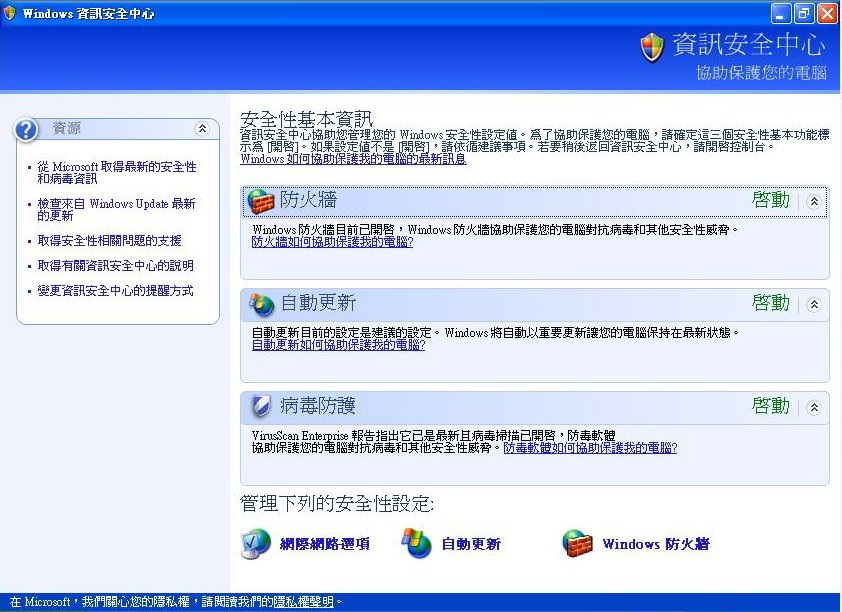 Windows 資訊安全中心
資訊安全中心
協助保護您的電腦
資源
從 Microsoft 取得最新的安全性
和病毒資訊
檢查來自 Windows Update 最新
的更新
取得安全性相關問題的支援
取得有關資訊安全中心的說明
變更資訊安全中心的提醒方式
安全性基本資訊
資訊安全中心協助您管理您的 Windows 安全性設定值。為了協助保護您的電腦，請確定這三個安全性基本功能標
示為 [開啓]。如果設定值不是 [開啓]，請依循建議事項。若要稍後返回資訊安全中心，請開啓控制台。
Windows 如何協助保護我的電腦的最新訊息
防火牆 啓動
Windows 防火牆目前已開啓，Windows 防火牆協助保護您的電腦對抗病毒和其他安全性威脅。
防火牆如何協助保護我的電腦?
自動更新 啓動
自動更新目前的設定是建議的設定。 Windows 將自動以重要更新讓您的電腦保持在最新狀態。
自動更新如何協助保護我的電腦?
病毒防護 啓動
VirusScan Enterprise 報告指出它已是最新且病毒掃描已開啓，防毒軟體
協助保護您的電腦對抗病毒和其他安全性威脅。防毒軟體如何協助保護我的電腦?
管理下列的安全性設定:
網際網路選項 自動更新 Windows 防火牆
在 Microsoft，我們關心您的隱私權，請閱讀我們的隱私權聲明。